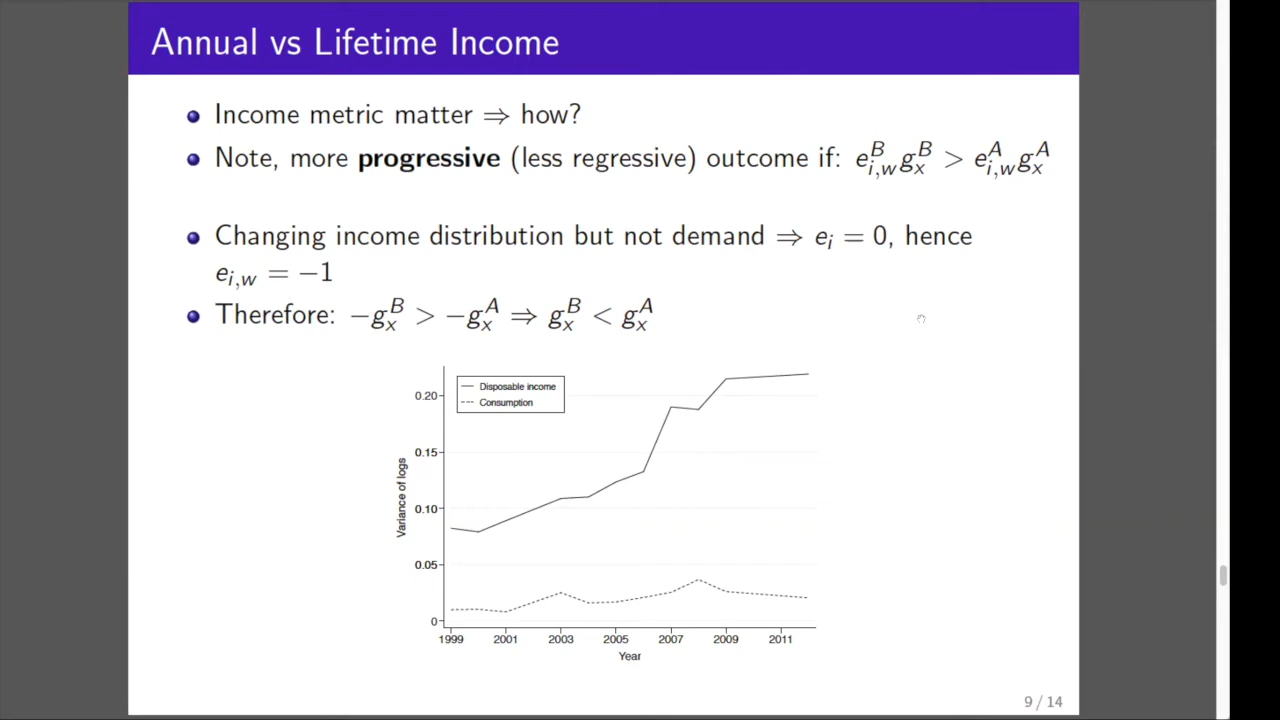 Annual vs Lifetime Income
Income metric matter ⇒ how?
Note, more progressive (less regressive) outcome if: e^B_{i,w} g^B_x > e^A_{i,w} g^A_x
Changing income distribution but not demand ⇒ e_i = 0, hence
e_{i,w} = −1
Therefore: −g^B_x > −g^A_x ⇒ g^B_x < g^A_x
Disposable income
Consumption
0.20
0.15
0.10
0.05
0
Variance of logs
1999 2001 2003 2005 2007 2009 2011
Year
9 / 14